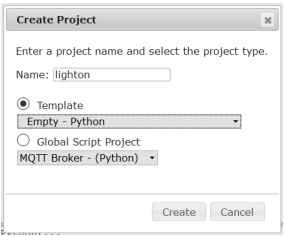 Create Project
Enter a project name and select the project type.
Name: lighton
Template
Empty - Python
Global Script Project
MQTT Broker - (Python)
Create Cancel